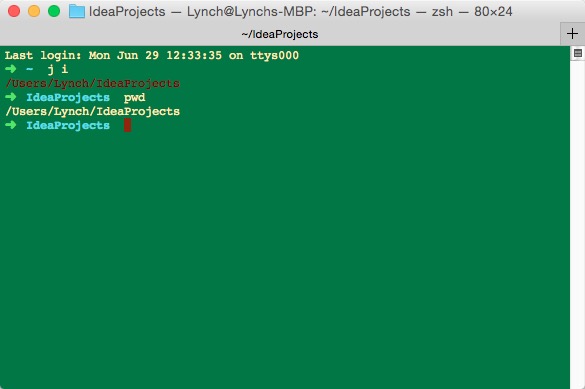 IdeaProjects — Lynch@Lynchs-MBP: ~/IdeaProjects — zsh — 80×24
~/IdeaProjects
Last login: Mon Jun 29 12:33:35 on ttys000
➜ ~ j i
/Users/Lynch/IdeaProjects
➜ IdeaProjects pwd
/Users/Lynch/IdeaProjects
➜ IdeaProjects